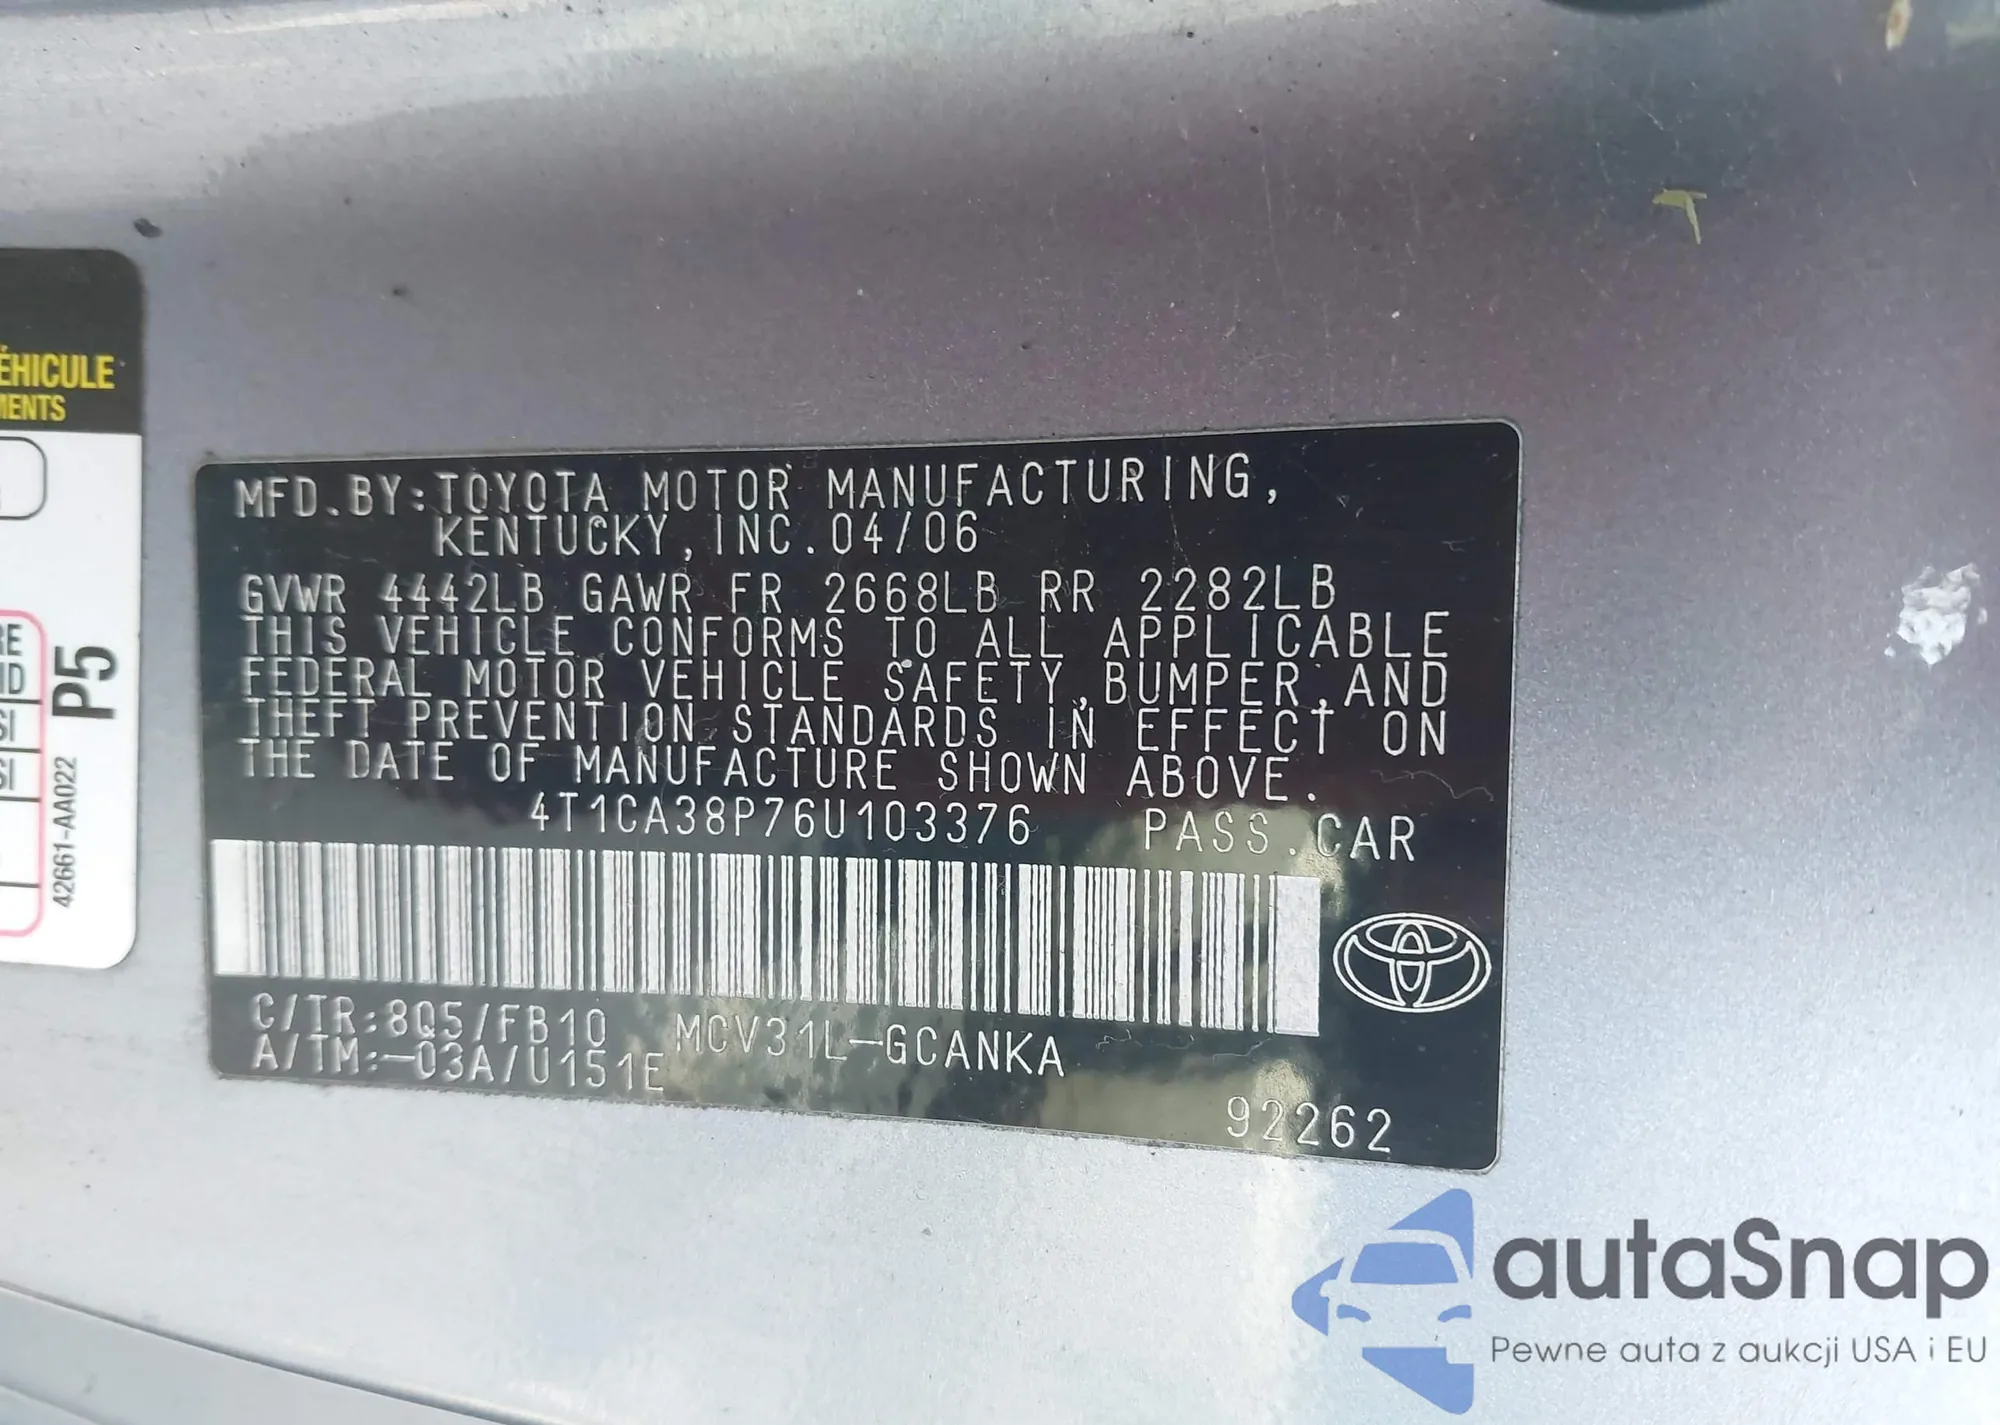 ÉHICULE
MENTS
RE
ND
SI
SI
P5
42661-AA022
MFD.BY:TOYOTA MOTOR MANUFACTURING,
KENTUCKY,INC.04/06
GVWR 4442LB GAWR FR 2668LB RR 2282LB
THIS VEHICLE CONFORMS TO ALL APPLICABLE
FEDERAL MOTOR VEHICLE SAFETY,BUMPER,AND
THEFT PREVENTION STANDARDS IN EFFECT ON
THE DATE OF MANUFACTURE SHOWN ABOVE.
4T1CA38P76U103376 PASS.CAR
C/TR:8Q5/FB10 MCV31L-GCANKA
A/TM:-03A/U151E
92262
autaSnap
Pewne auta z aukcji USA i EU